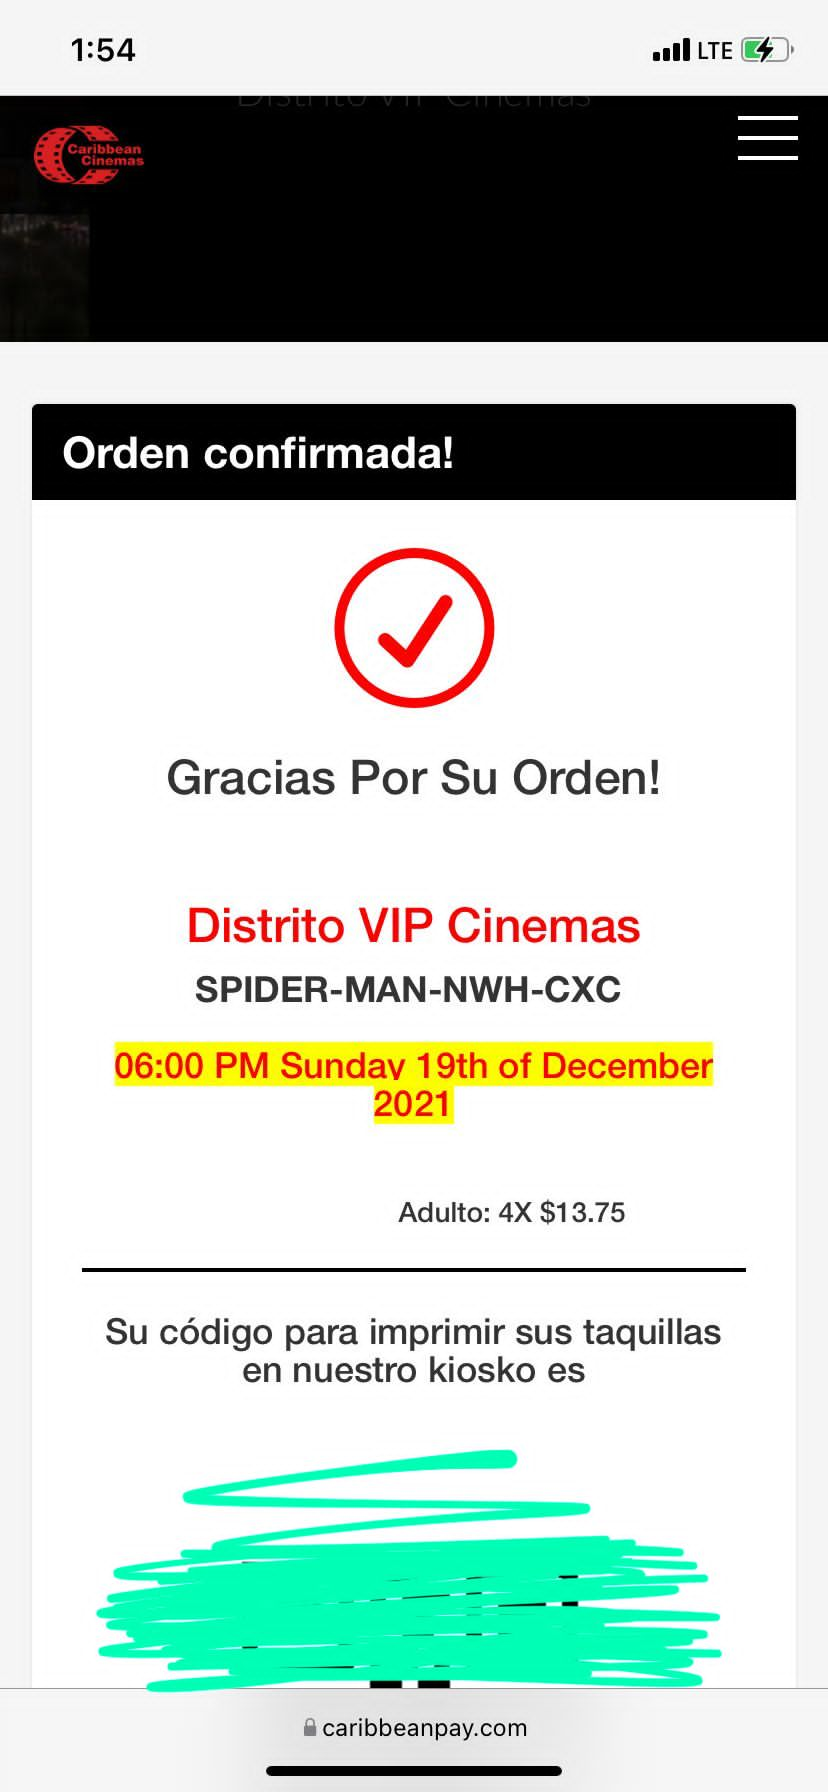 1:54
LTE
Distrito VIP Cinemas
Caribbean
Cinemas
Orden confirmada!
Gracias Por Su Orden!
Distrito VIP Cinemas
SPIDER-MAN-NWH-CXC
06:00 PM Sunday 19th of December
2021
Adulto: 4X $13.75
Su código para imprimir sus taquillas
en nuestro kiosko es
caribbeanpay.com